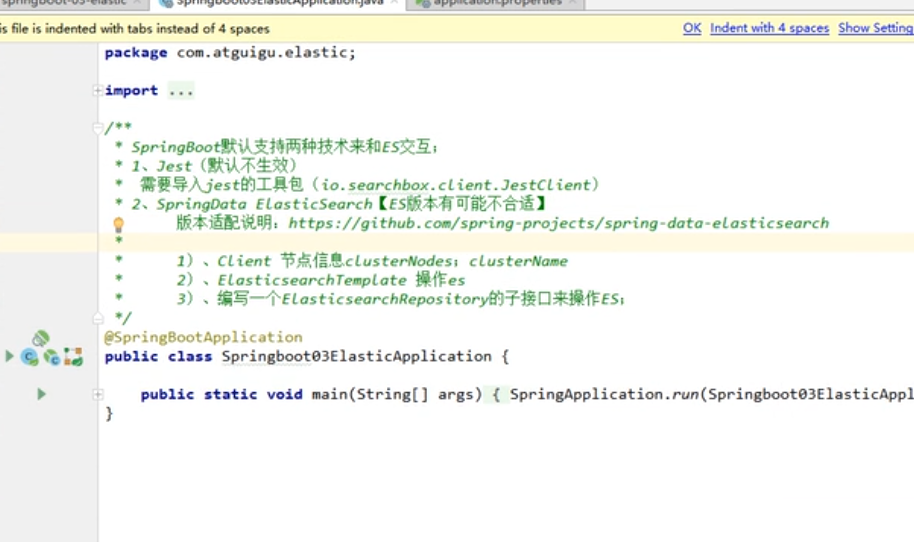 springboot-03-elastic Springboot03ElasticApplication.java application.properties
is file is indented with tabs instead of 4 spaces OK Indent with 4 spaces Show Setting
package com.atguigu.elastic;
import ...
/**
* SpringBoot默认支持两种技术来和ES交互；
* 1、Jest（默认不生效）
* 需要导入jest的工具包（io.searchbox.client.JestClient）
* 2、SpringData ElasticSearch【ES版本有可能不合适】
版本适配说明：https://github.com/spring-projects/spring-data-elasticsearch
*
* 1）、Client 节点信息clusterNodes；clusterName
* 2）、ElasticsearchTemplate 操作es
* 3）、编写一个ElasticsearchRepository的子接口来操作ES；
*/
@SpringBootApplication
public class Springboot03ElasticApplication {
public static void main(String[] args) { SpringApplication.run(Springboot03ElasticAppl
}